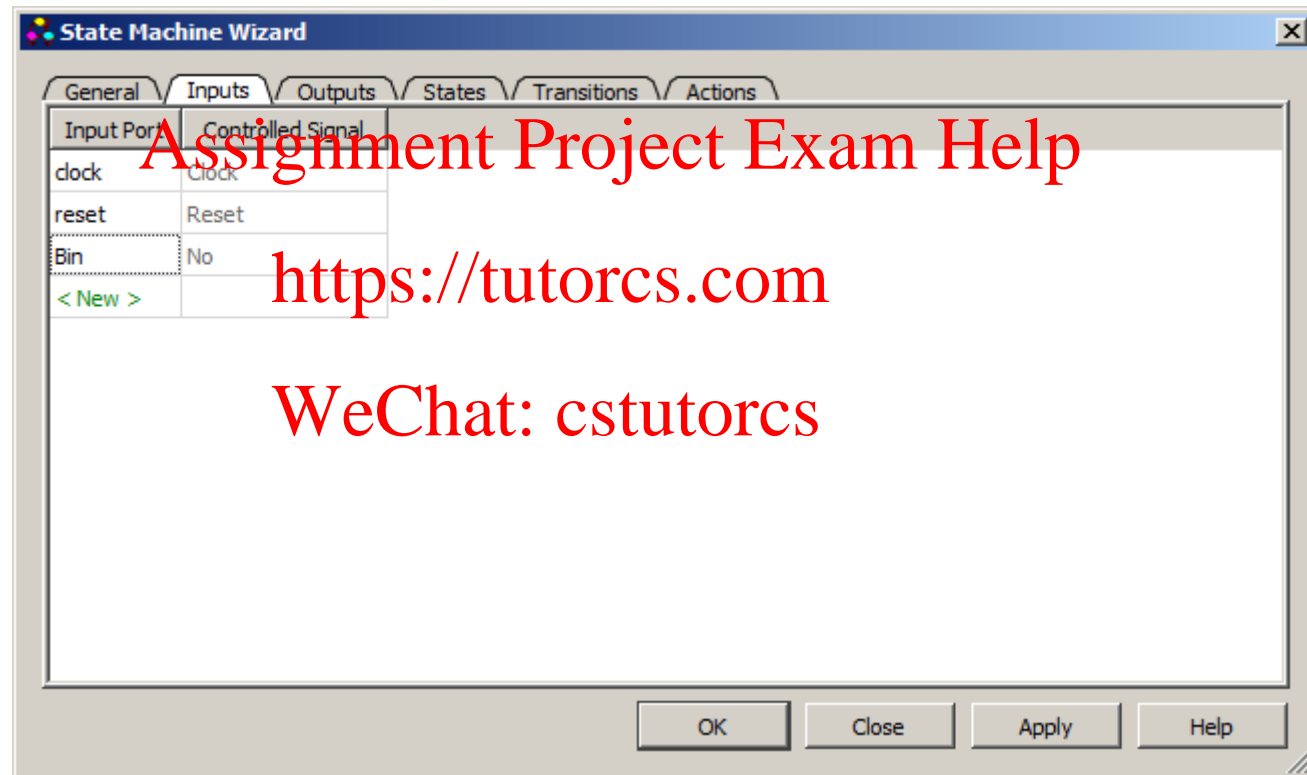 State Machine Wizard
General Inputs Outputs States Transitions Actions
Input Port Controlled Signal
Assignment Project Exam Help
clock Clock
reset Reset
Bin No
https://tutorcs.com
< New >
WeChat: cstutorcs
OK Close Apply Help